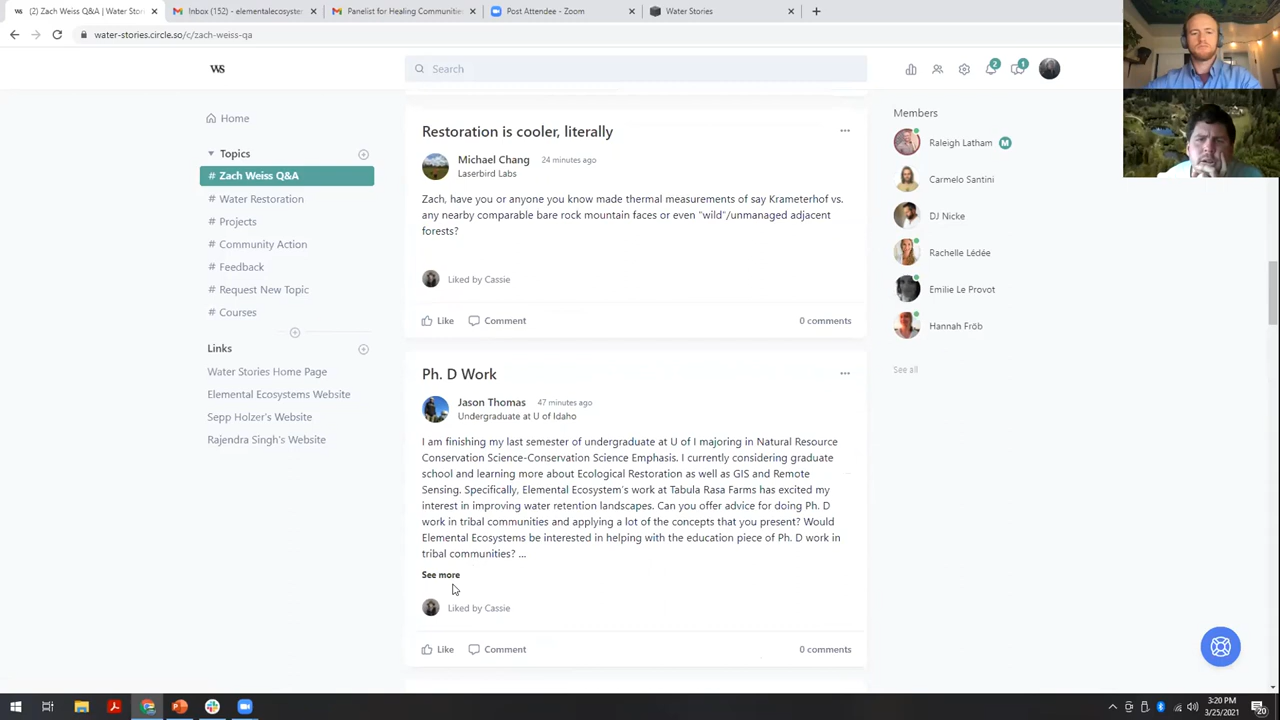 (2) Zach Weiss Q&A | Water Stori
Inbox (152) - elementalecosystem
Panelist for Healing Communities
Post Attendee - Zoom
Water Stories
water-stories.circle.so/c/zach-weiss-qa
WS
Search
2
1
Home
Topics
# Zach Weiss Q&A
# Water Restoration
# Projects
# Community Action
# Feedback
# Request New Topic
# Courses
Links
Water Stories Home Page
Elemental Ecosystems Website
Sepp Holzer's Website
Rajendra Singh's Website
Restoration is cooler, literally
Michael Chang 24 minutes ago
Laserbird Labs
Zach, have you or anyone you know made thermal measurements of say Krameterhof vs.
any nearby comparable bare rock mountain faces or even "wild"/unmanaged adjacent
forests?
Liked by Cassie
Like Comment 0 comments
Ph. D Work
Jason Thomas 47 minutes ago
Undergraduate at U of Idaho
I am finishing my last semester of undergraduate at U of I majoring in Natural Resource
Conservation Science-Conservation Science Emphasis. I currently considering graduate
school and learning more about Ecological Restoration as well as GIS and Remote
Sensing. Specifically, Elemental Ecosystem's work at Tabula Rasa Farms has excited my
interest in improving water retention landscapes. Can you offer advice for doing Ph. D
work in tribal communities and applying a lot of the concepts that you present? Would
Elemental Ecosystems be interested in helping with the education piece of Ph. D work in
tribal communities? ...
See more
Liked by Cassie
Like Comment 0 comments
Members
Raleigh Latham M
Carmelo Santini
DJ Nicke
Rachelle Lédée
Emilie Le Provot
Hannah Fröb
See all
3:20 PM
3/25/2021
20